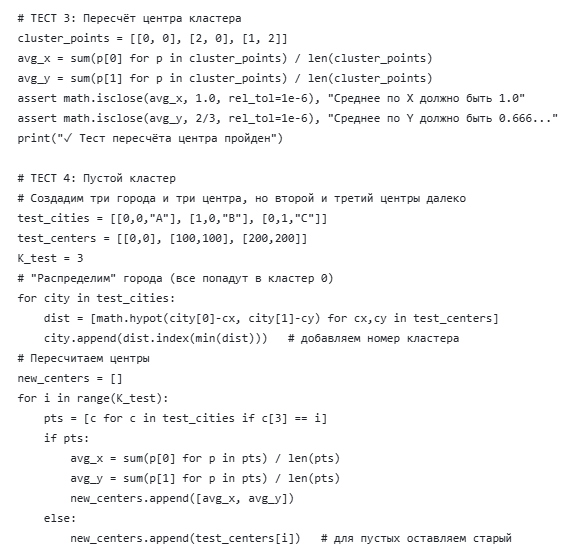 # ТЕСТ 3: Пересчёт центра кластера
cluster_points = [[0, 0], [2, 0], [1, 2]]
avg_x = sum(p[0] for p in cluster_points) / len(cluster_points)
avg_y = sum(p[1] for p in cluster_points) / len(cluster_points)
assert math.isclose(avg_x, 1.0, rel_tol=1e-6), "Среднее по X должно быть 1.0"
assert math.isclose(avg_y, 2/3, rel_tol=1e-6), "Среднее по Y должно быть 0.666..."
print("✓ Тест пересчёта центра пройден")

# ТЕСТ 4: Пустой кластер
# Создадим три города и три центра, но второй и третий центры далеко
test_cities = [[0,0,"A"], [1,0,"B"], [0,1,"C"]]
test_centers = [[0,0], [100,100], [200,200]]
K_test = 3
# "Распределим" города (все попадут в кластер 0)
for city in test_cities:
    dist = [math.hypot(city[0]-cx, city[1]-cy) for cx,cy in test_centers]
    city.append(dist.index(min(dist)))   # добавляем номер кластера
# Пересчитаем центры
new_centers = []
for i in range(K_test):
    pts = [c for c in test_cities if c[3] == i]
    if pts:
        avg_x = sum(p[0] for p in pts) / len(pts)
        avg_y = sum(p[1] for p in pts) / len(pts)
        new_centers.append([avg_x, avg_y])
    else:
        new_centers.append(test_centers[i])   # для пустых оставляем старый